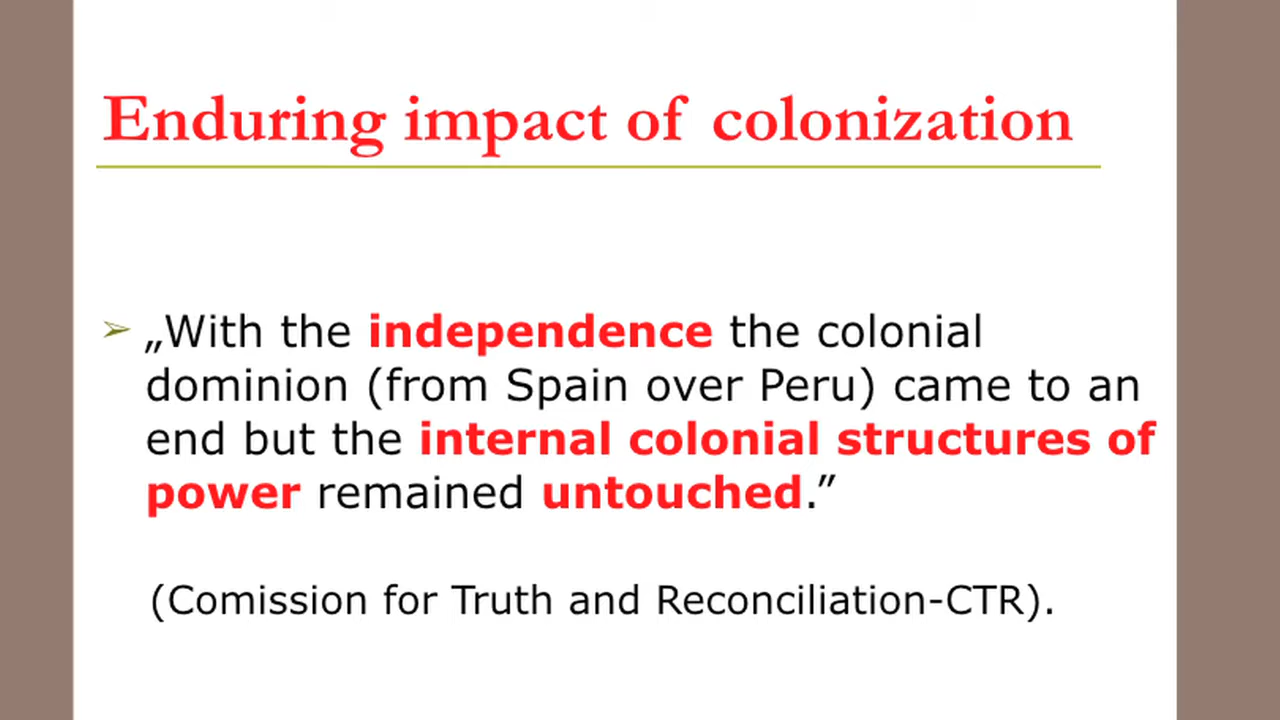 Enduring impact of colonization
➢ „With the independence the colonial
dominion (from Spain over Peru) came to an
end but the internal colonial structures of
power remained untouched.”
(Comission for Truth and Reconciliation-CTR).